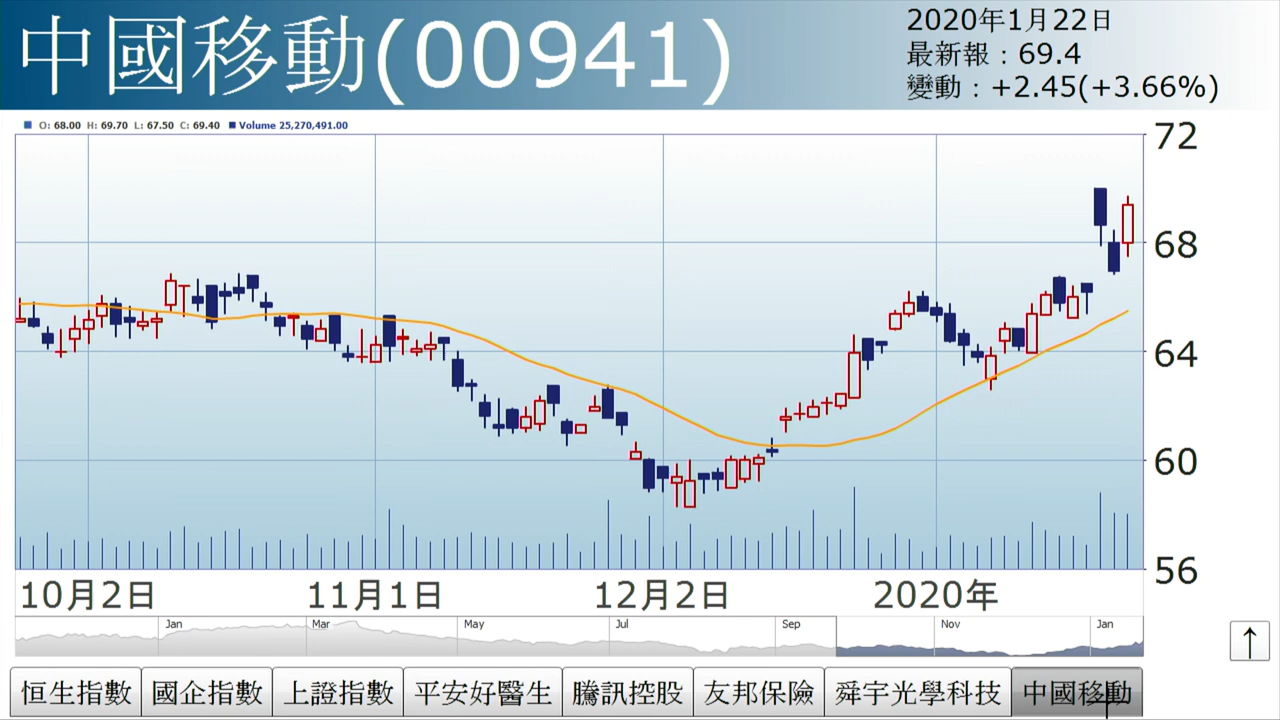 中國移動(00941)
2020年1月22日
最新報：69.4
變動：+2.45(+3.66%)
O: 68.00 H: 69.70 L: 67.50 C: 69.40 Volume 25,270,491.00
72
68
64
60
56
10月2日 11月1日 12月2日 2020年
Jan Mar May Jul Sep Nov Jan
↑
恒生指數 國企指數 上證指數 平安好醫生 騰訊控股 友邦保險 舜宇光學科技 中國移動